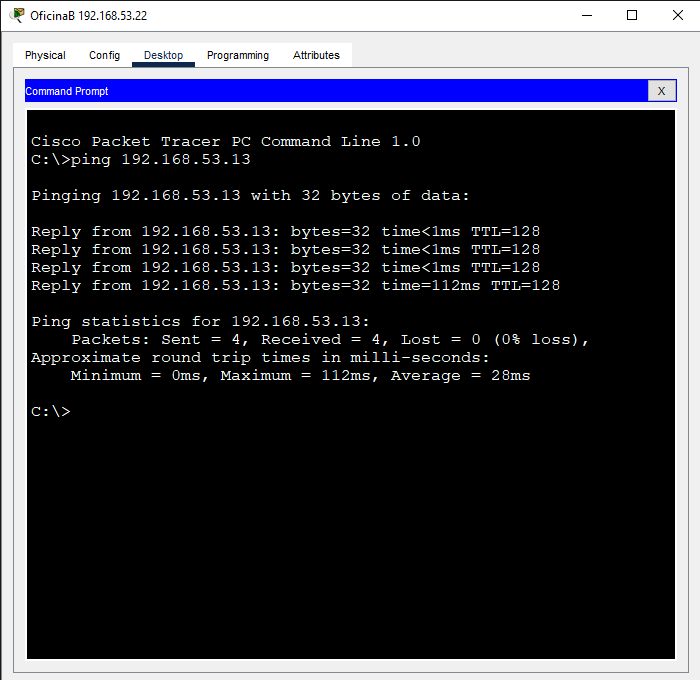 OficinaB 192.168.53.22
Physical Config Desktop Programming Attributes
Command Prompt X
Cisco Packet Tracer PC Command Line 1.0
C:\>ping 192.168.53.13
Pinging 192.168.53.13 with 32 bytes of data:
Reply from 192.168.53.13: bytes=32 time<1ms TTL=128
Reply from 192.168.53.13: bytes=32 time<1ms TTL=128
Reply from 192.168.53.13: bytes=32 time<1ms TTL=128
Reply from 192.168.53.13: bytes=32 time=112ms TTL=128
Ping statistics for 192.168.53.13:
Packets: Sent = 4, Received = 4, Lost = 0 (0% loss),
Approximate round trip times in milli-seconds:
Minimum = 0ms, Maximum = 112ms, Average = 28ms
C:\>